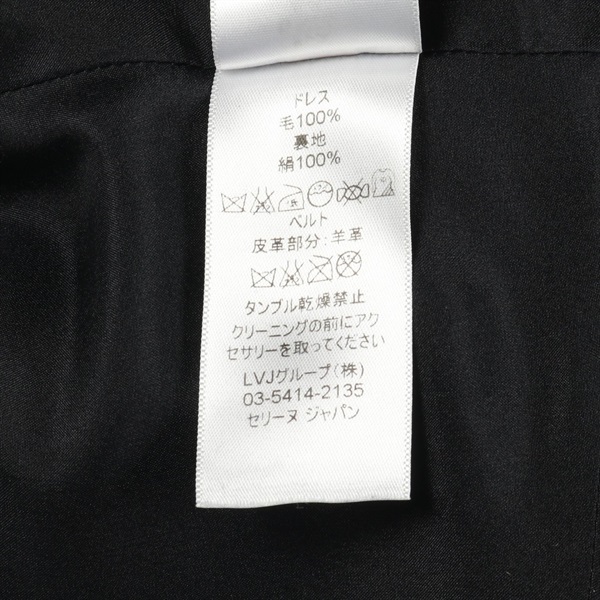 ドレス
毛100%
裏地
絹100%
ベルト
皮革部分:羊革
タンブル乾燥禁止
クリーニングの前にアク
セサリーを取ってください
LVJグループ(株)
03-5414-2135
セリーヌ ジャパン